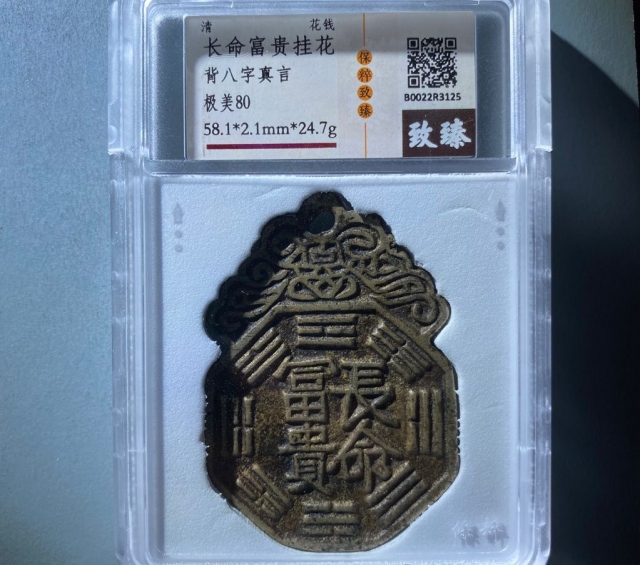 清 花钱
长命富贵挂花
背八字真言
极美80
58.1*2.1mm*24.7g
保粹致臻
B0022R3125
致臻
長命
富貴